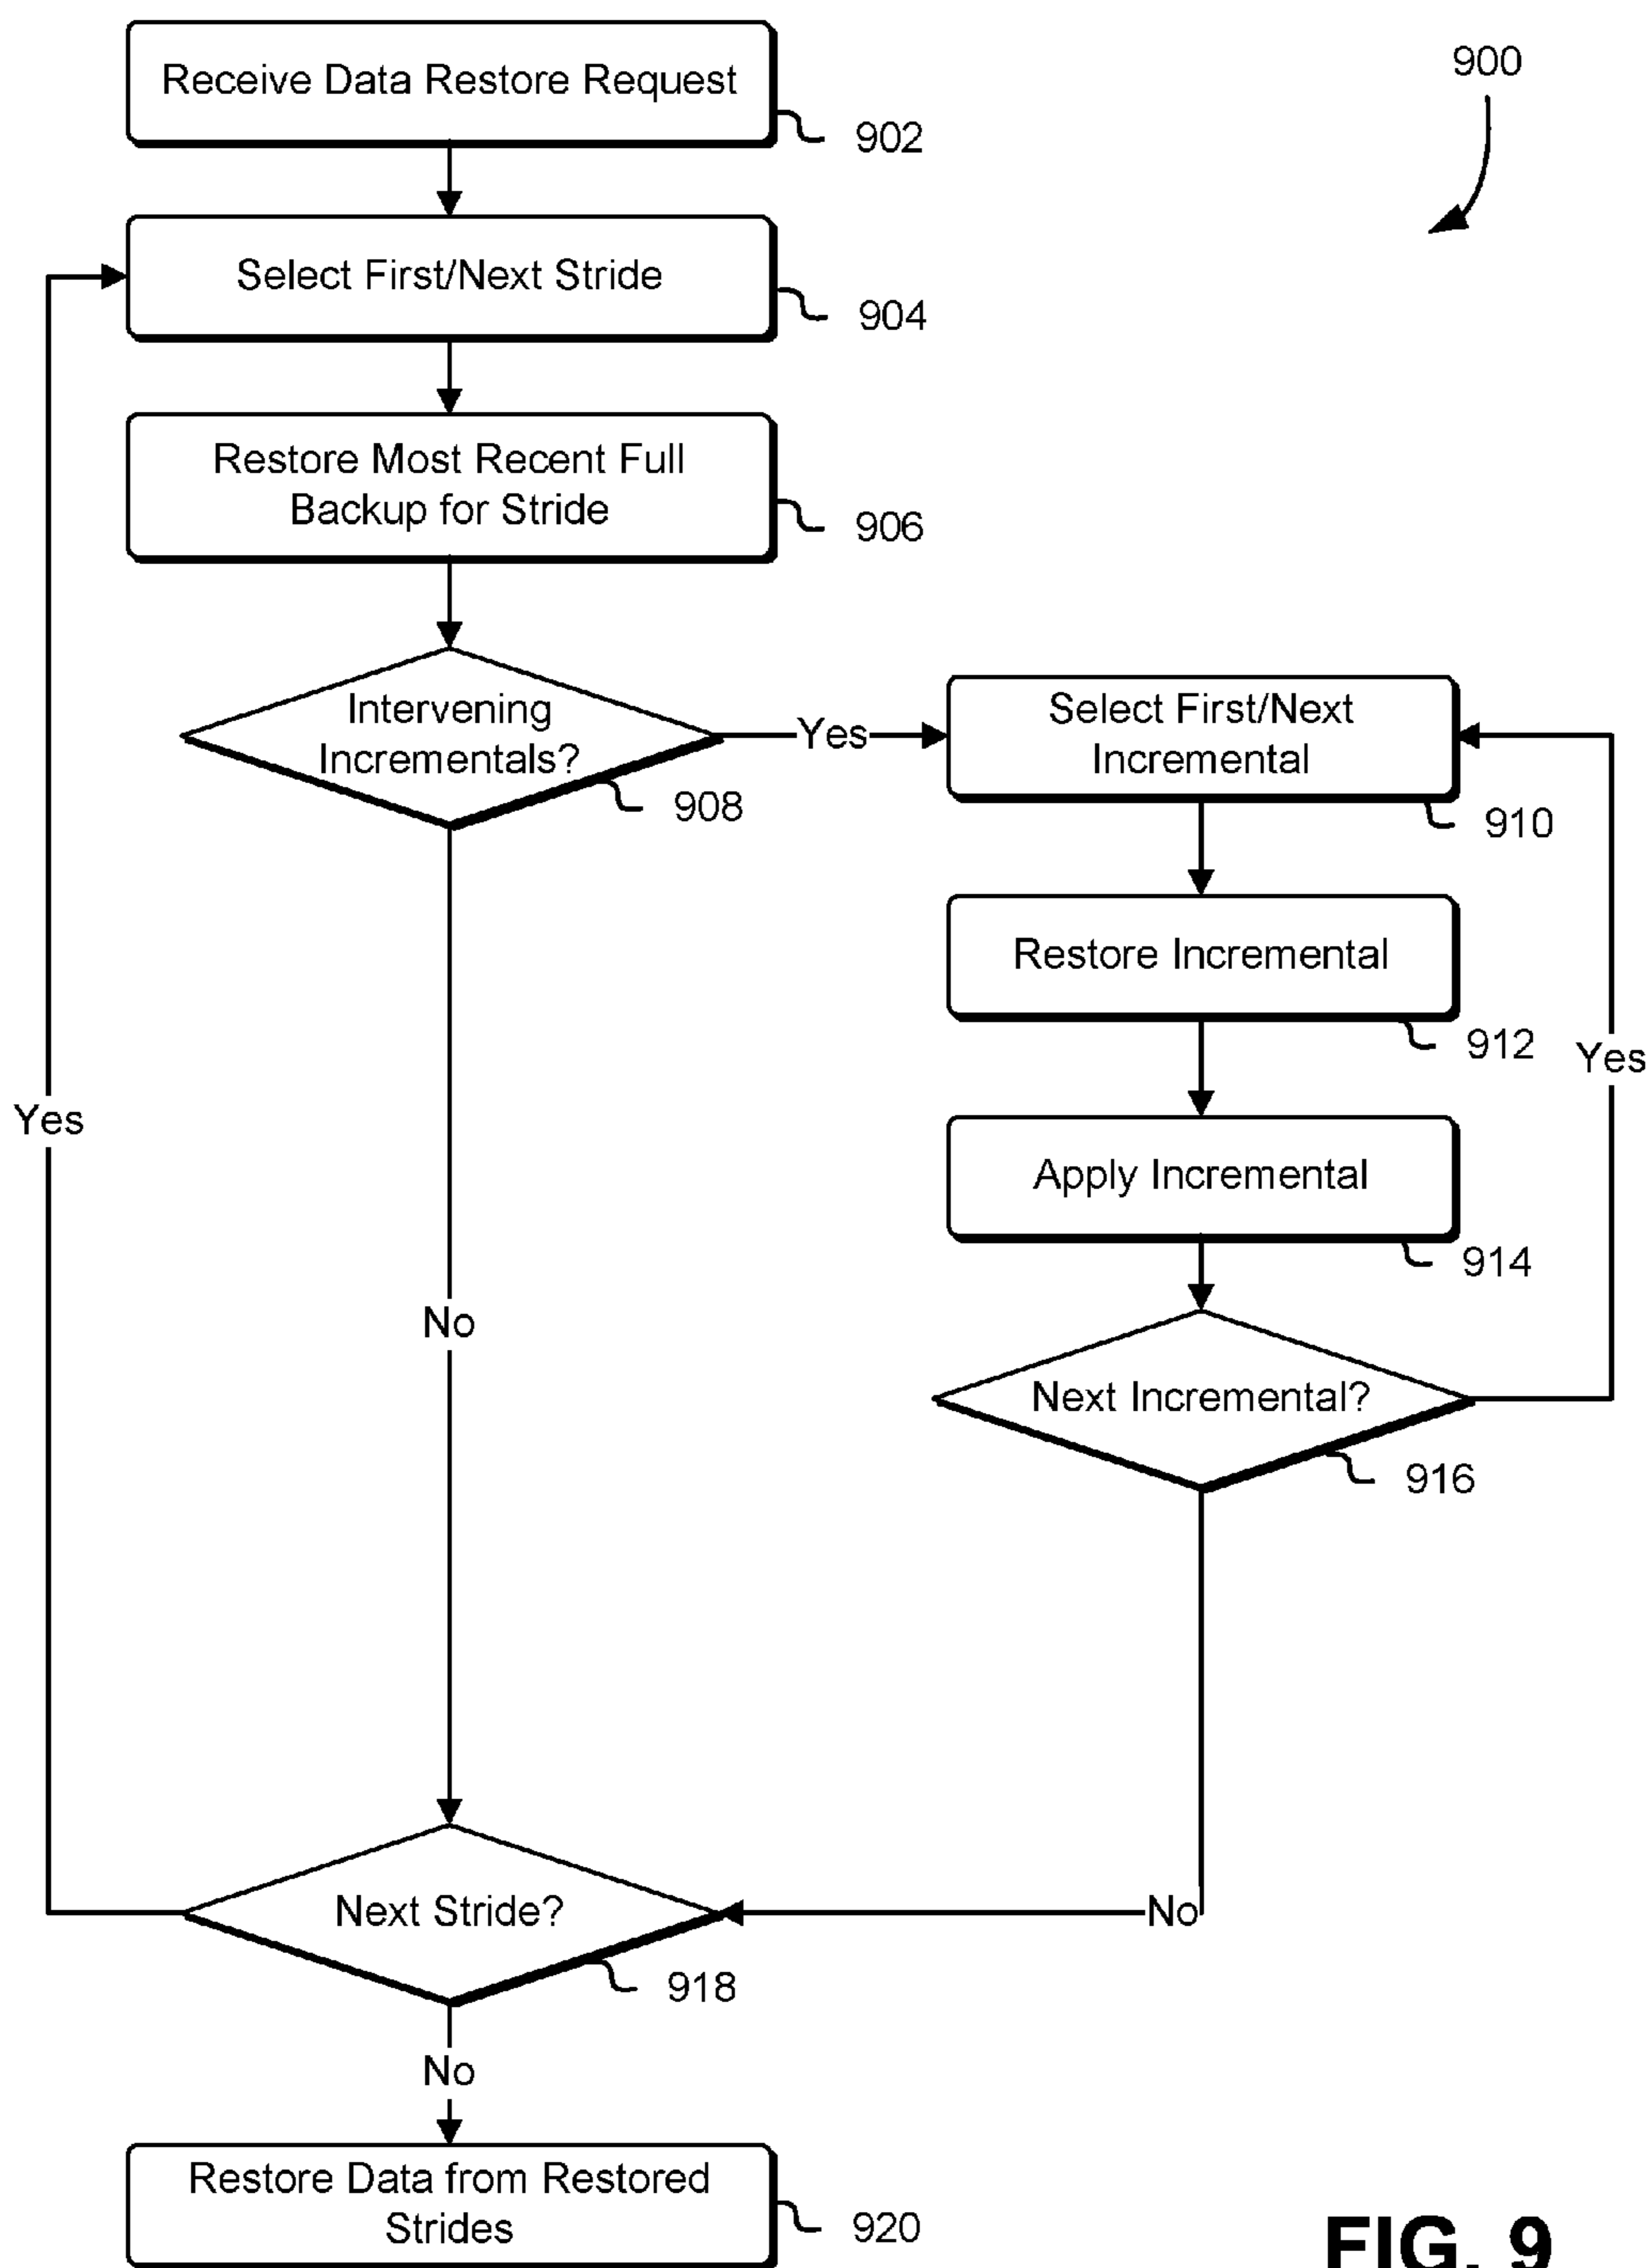 900
Receive Data Restore Request
902
Select First/Next Stride
904
Restore Most Recent Full
Backup for Stride
906
Intervening
Incrementals?
908
Yes
Select First/Next
Incremental
910
Restore Incremental
912
Yes
Apply Incremental
914
Yes
No
Next Incremental?
916
Next Stride?
918
No
No
Restore Data from Restored
Strides
920
FIG. 9